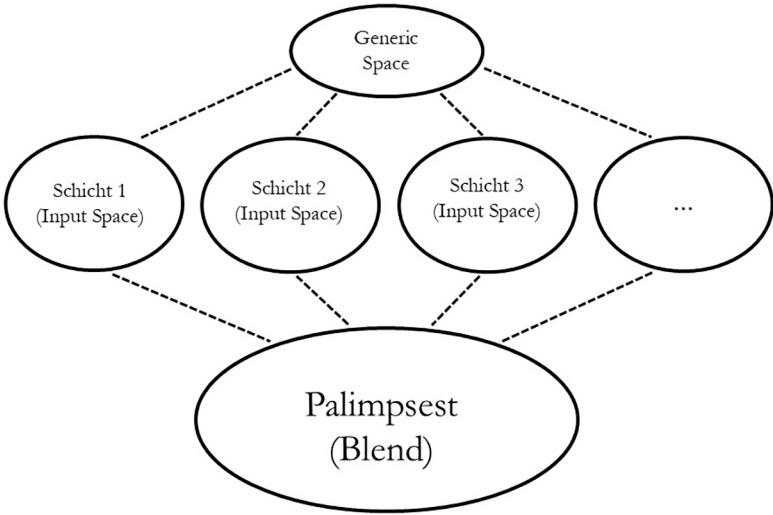 Generic
Space
Schicht 1
(Input Space)
Schicht 2
(Input Space)
Schicht 3
(Input Space)
...
Palimpsest
(Blend)